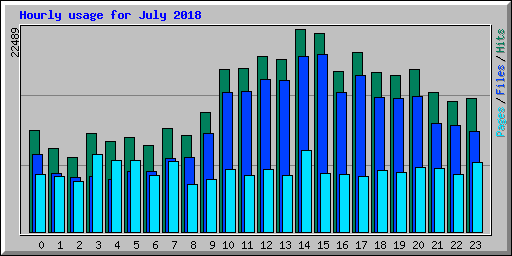 Hourly usage for July 2018
22489
Pages/Files/Hits
0 1 2 3 4 5 6 7 8 9 10 11 12 13 14 15 16 17 18 19 20 21 22 23